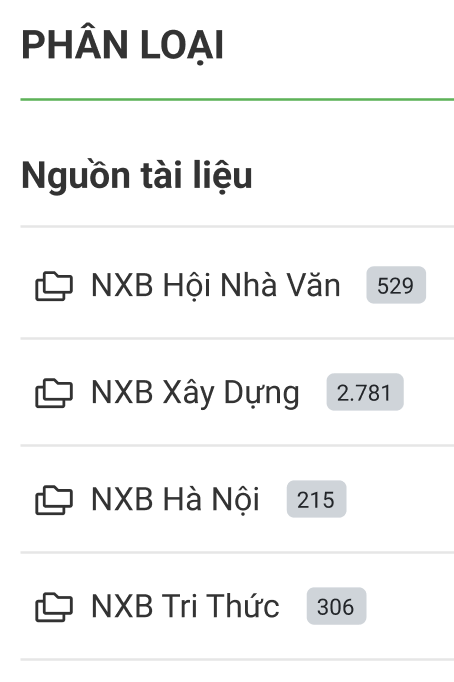 PHÂN LOẠI
Nguồn tài liệu
NXB Hội Nhà Văn 529
NXB Xây Dựng 2.781
NXB Hà Nội 215
NXB Tri Thức 306